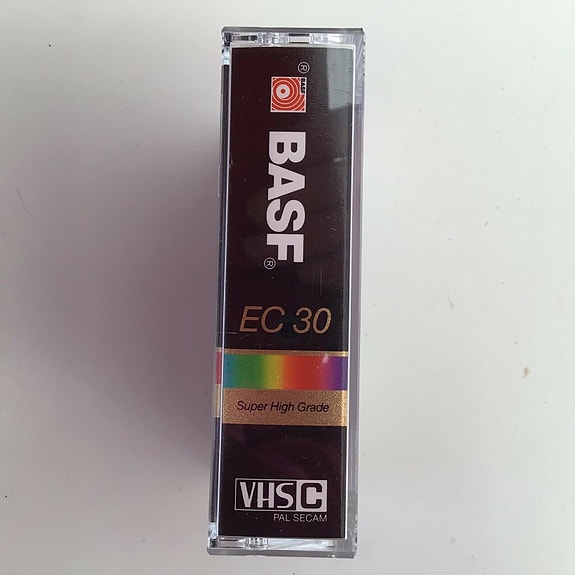 ®
BASF
BASF®
EC 30
Super High Grade
VHS C
PAL SECAM